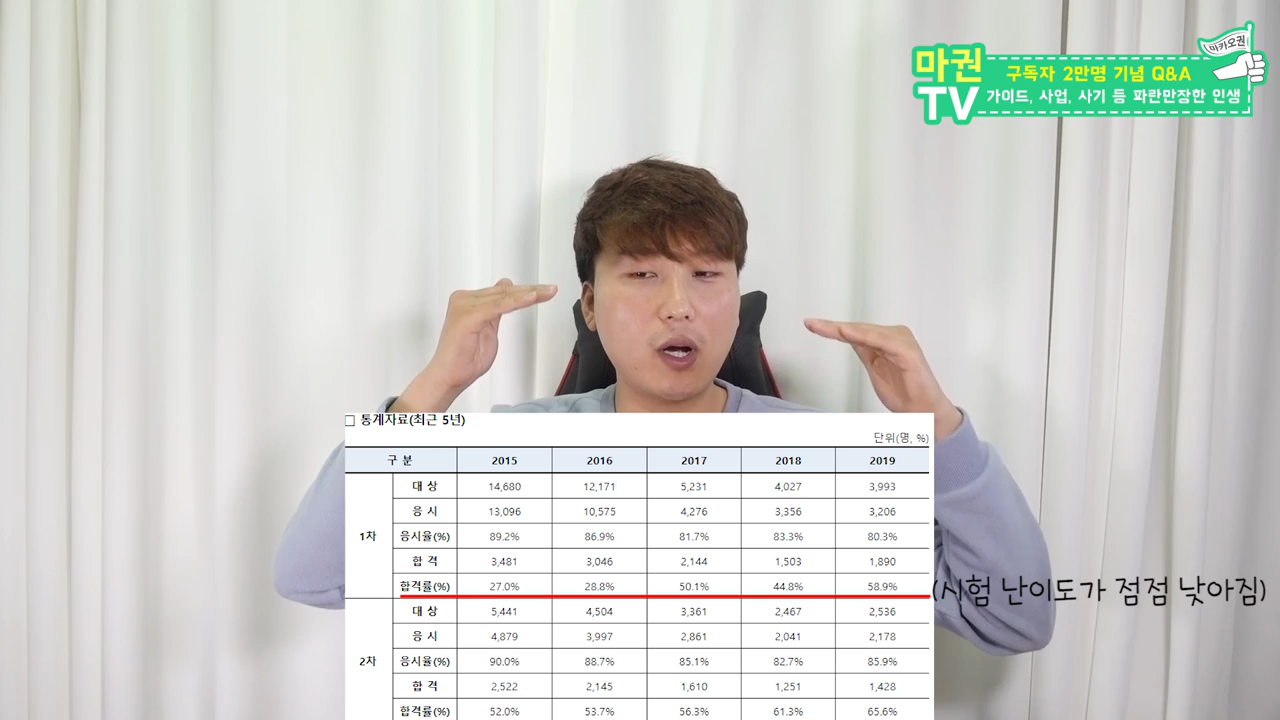 마카오권
마권
TV
구독자 2만명 기념 Q&A
가이드, 사업, 사기 등 파란만장한 인생
□ 통계자료(최근 5년)
단위(명, %)
구 분 2015 2016 2017 2018 2019
1차
대 상 14,680 12,171 5,231 4,027 3,993
응 시 13,096 10,575 4,276 3,356 3,206
응시율(%) 89.2% 86.9% 81.7% 83.3% 80.3%
합 격 3,481 3,046 2,144 1,503 1,890
합격률(%) 27.0% 28.8% 50.1% 44.8% 58.9%
(시험 난이도가 점점 낮아짐)
2차
대 상 5,441 4,504 3,361 2,467 2,536
응 시 4,879 3,997 2,861 2,041 2,178
응시율(%) 90.0% 88.7% 85.1% 82.7% 85.9%
합 격 2,522 2,145 1,610 1,251 1,428
합격률(%) 52.0% 53.7% 56.3% 61.3% 65.6%